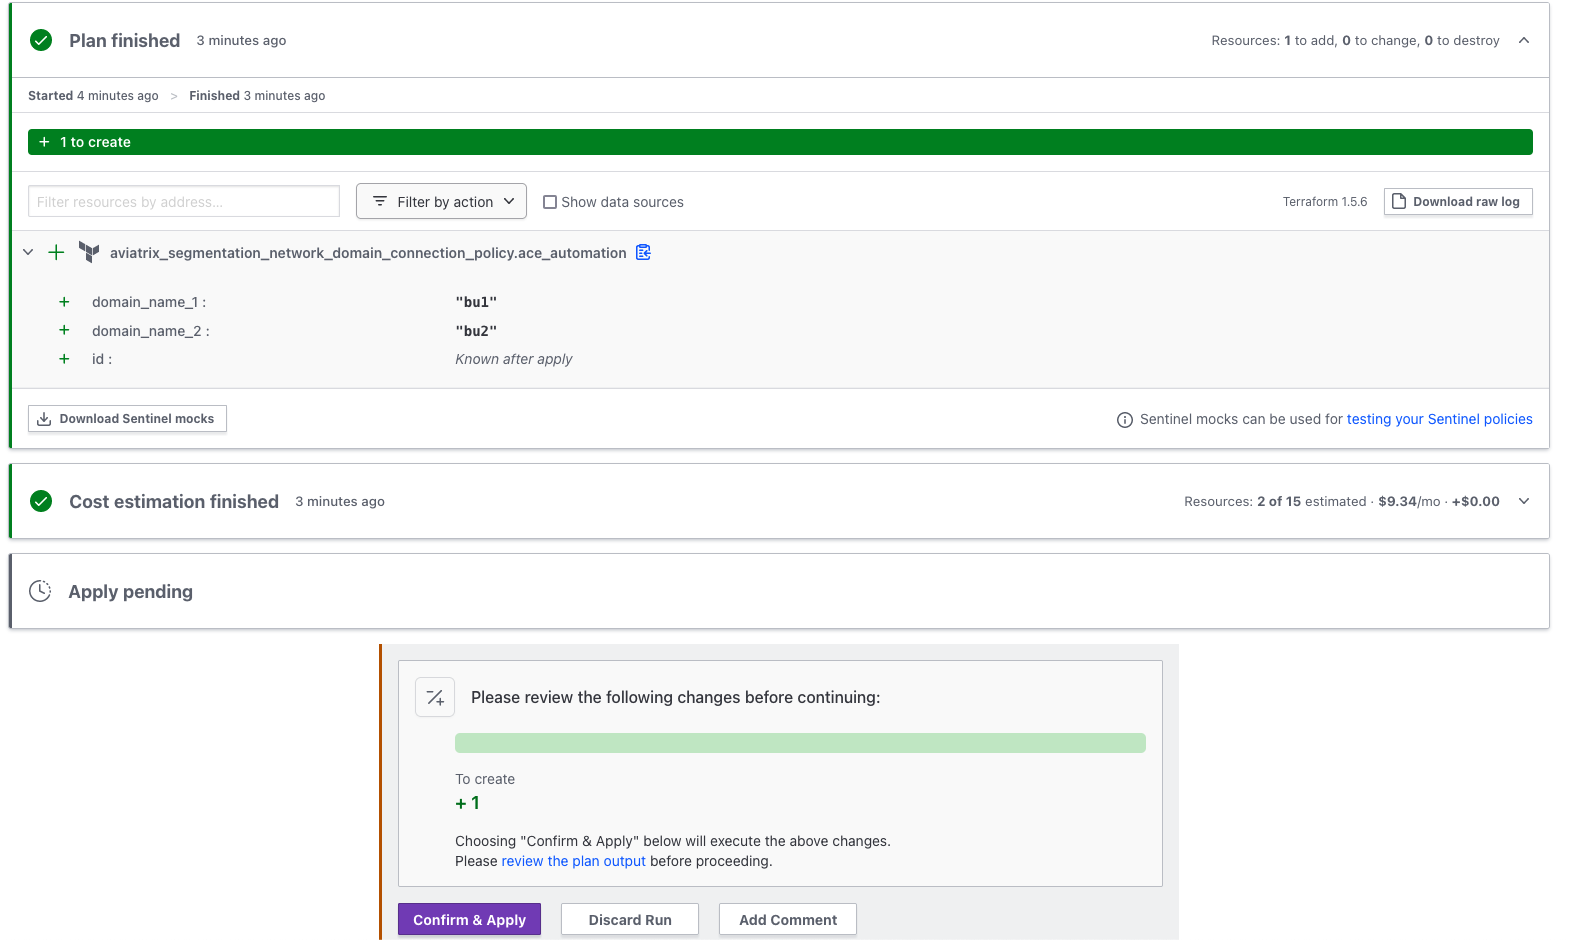 Plan finished 3 minutes ago Resources: 1 to add, 0 to change, 0 to destroy
Started 4 minutes ago > Finished 3 minutes ago
+ 1 to create
Filter resources by address... Filter by action Show data sources Terraform 1.5.6 Download raw log
+ aviatrix_segmentation_network_domain_connection_policy.ace_automation
+ domain_name_1 : "bu1"
+ domain_name_2 : "bu2"
+ id : Known after apply
Download Sentinel mocks Sentinel mocks can be used for testing your Sentinel policies
Cost estimation finished 3 minutes ago Resources: 2 of 15 estimated · $9.34/mo · +$0.00
Apply pending
Please review the following changes before continuing:
To create
+ 1
Choosing "Confirm & Apply" below will execute the above changes.
Please review the plan output before proceeding.
Confirm & Apply Discard Run Add Comment